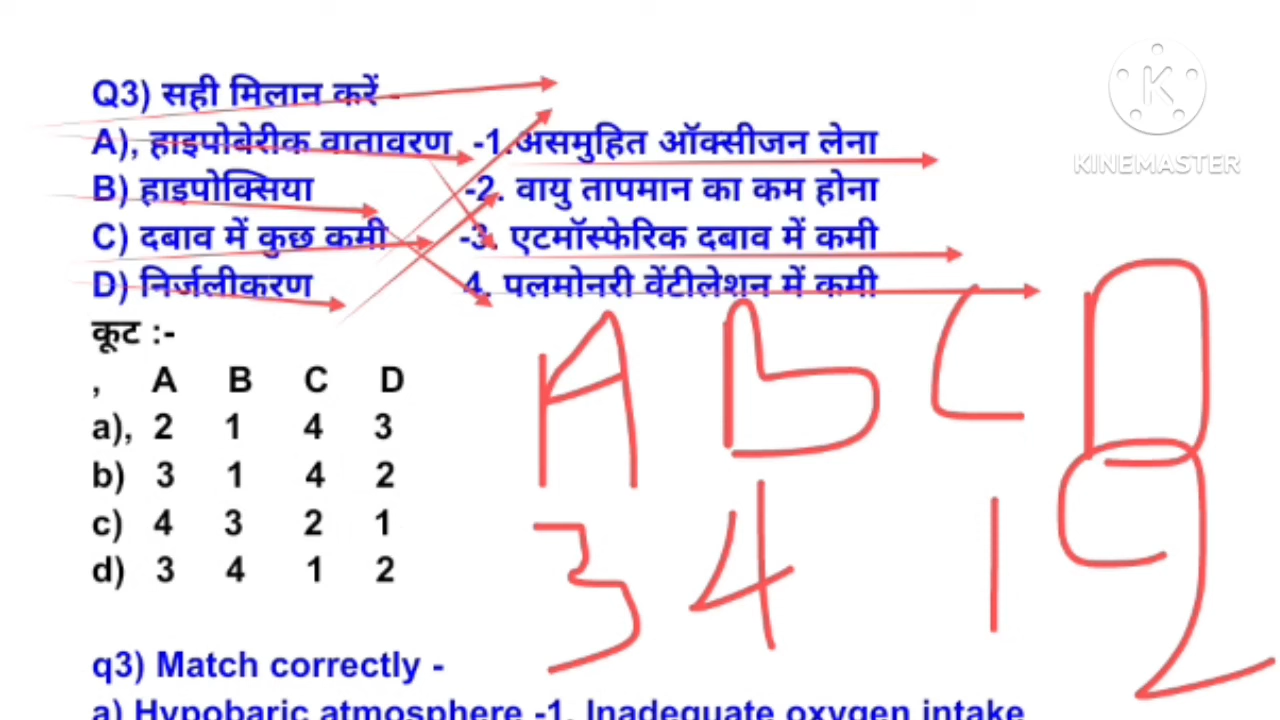 Q3) सही मिलान करें -
A), हाइपोबेरीक वातावरण -1.असमुहित ऑक्सीजन लेना
B) हाइपोक्सिया -2. वायु तापमान का कम होना
C) दबाव में कुछ कमी -3. एटमॉस्फेरिक दबाव में कमी
D) निर्जलीकरण 4. पलमोनरी वेंटीलेशन में कमी
कूट :-
, A B C D
a), 2 1 4 3
b) 3 1 4 2
c) 4 3 2 1
d) 3 4 1 2
A B C D
3 4 1 2
q3) Match correctly -
a) Hypobaric atmosphere -1. Inadequate oxygen intake
KINEMASTER